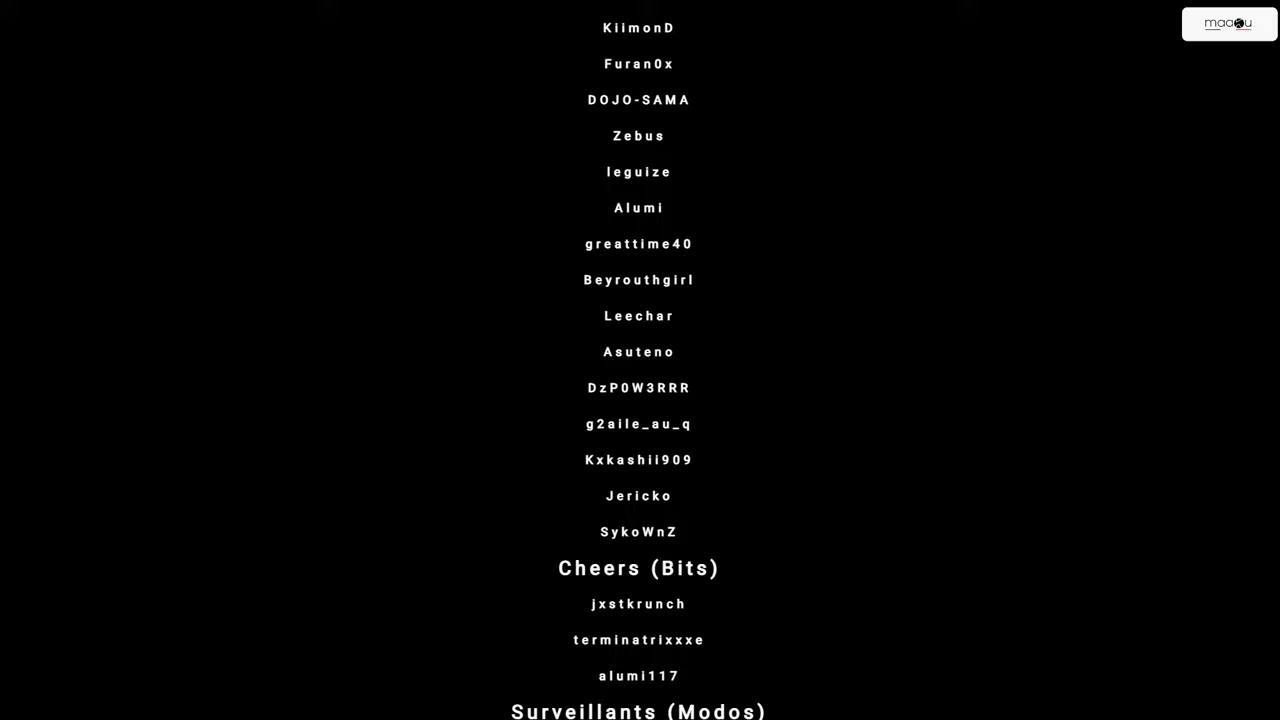 maaou
KiimonD
Furan0x
DOJO-SAMA
Zebus
leguize
Alumi
greattime40
Beyrouthgirl
Leechar
Asuteno
DzP0W3RRR
g2aile_au_q
Kxkashii909
Jericko
SykoWnZ
Cheers (Bits)
jxstkrunch
terminatrixxxe
alumi117
Surveillants (Modos)